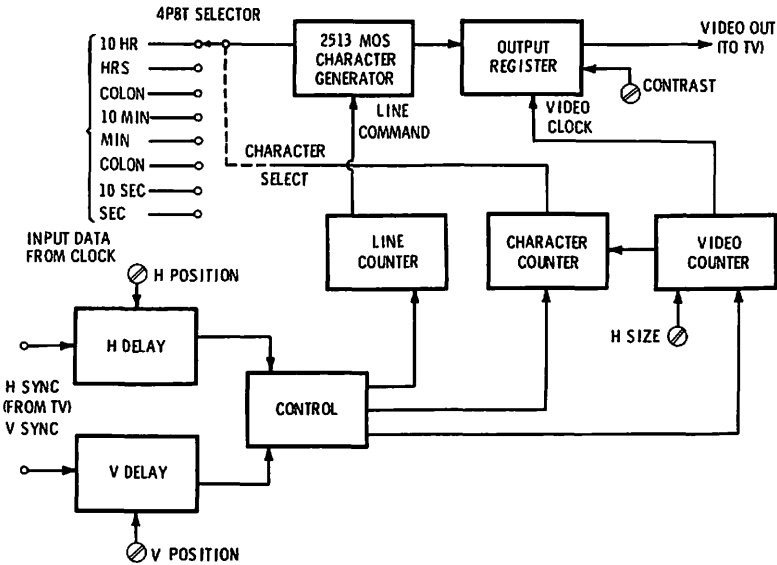 4P8T SELECTOR
10 HR
HRS
COLON
10 MIN
MIN
COLON
10 SEC
SEC
INPUT DATA
FROM CLOCK
2513 MOS
CHARACTER
GENERATOR
OUTPUT
REGISTER
VIDEO OUT
(TO TV)
CONTRAST
LINE
COMMAND
VIDEO
CLOCK
CHARACTER
SELECT
LINE
COUNTER
CHARACTER
COUNTER
VIDEO
COUNTER
H SIZE
H POSITION
H DELAY
H SYNC
(FROM TV)
V SYNC
CONTROL
V DELAY
V POSITION